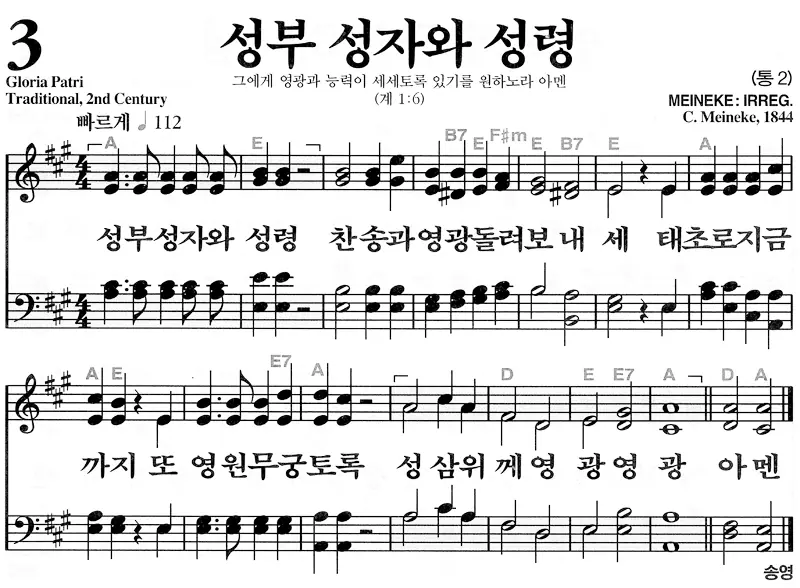 3
성부 성자와 성령
Gloria Patri
그에게 영광과 능력이 세세토록 있기를 원하노라 아멘
(통 2)
Traditional, 2nd Century
(계 1:6)
MEINEKE: IRREG.
C. Meineke, 1844
빠르게 ♩ 112
A E B7 E F#m E B7 E A
4 4
성부성자와 성령 찬송과영광돌려보내세 태초로지금
4 4
A E E7 A D E E7 A D A
까지 또 영원무궁토록 성삼위께영광영광 아멘
송영